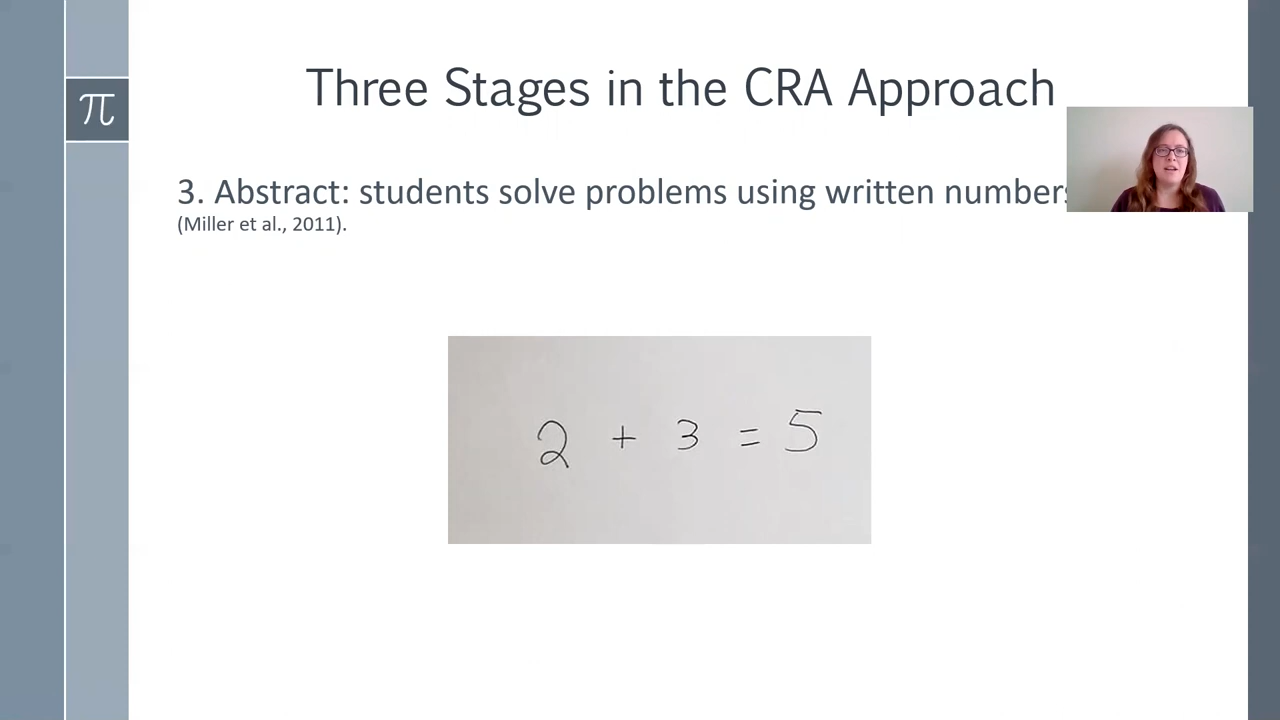 Three Stages in the CRA Approach
π
3. Abstract: students solve problems using written numbers
(Miller et al., 2011).
2 + 3 = 5